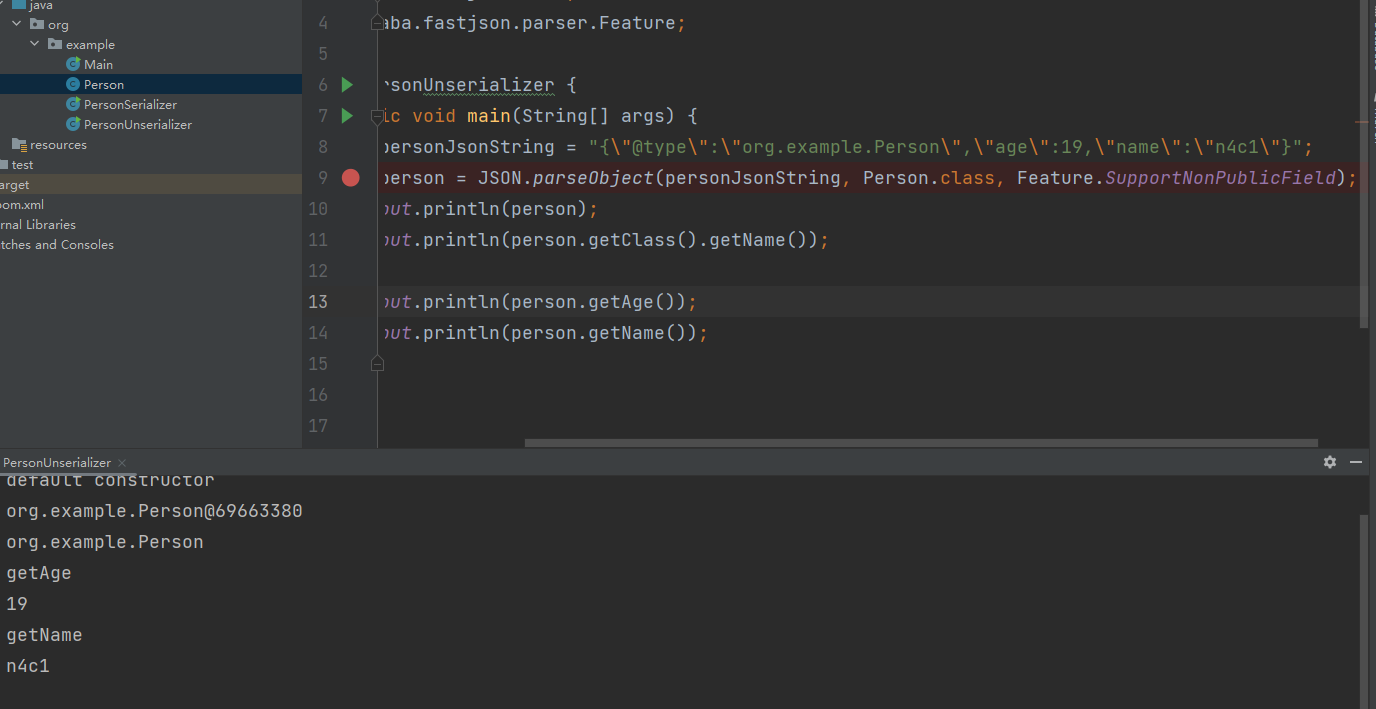 java
org
example
Main
Person
PersonSerializer
PersonUnserializer
resources
test
arget
om.xml
rnal Libraries
tches and Consoles
4 aba.fastjson.parser.Feature;
5
6 rsonUnserializer {
7 ic void main(String[] args) {
8 personJsonString = "{\"@type\":\"org.example.Person\",\"age\":19,\"name\":\"n4c1\"}";
9 person = JSON.parseObject(personJsonString, Person.class, Feature.SupportNonPublicField);
10 out.println(person);
11 out.println(person.getClass().getName());
12
13 out.println(person.getAge());
14 out.println(person.getName());
15
16
17
PersonUnserializer
default constructor
org.example.Person@69663380
org.example.Person
getAge
19
getName
n4c1